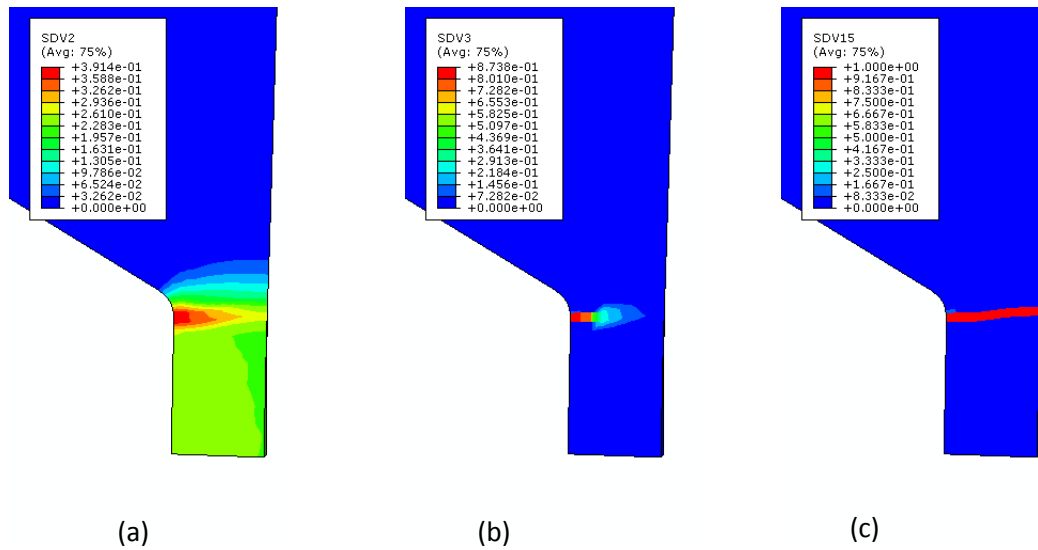 SDV2
(Avg: 75%)
+3.914e-01
+3.588e-01
+3.262e-01
+2.936e-01
+2.610e-01
+2.283e-01
+1.957e-01
+1.631e-01
+1.305e-01
+9.786e-02
+6.524e-02
+3.262e-02
+0.000e+00
SDV3
(Avg: 75%)
+8.738e-01
+8.010e-01
+7.282e-01
+6.553e-01
+5.825e-01
+5.097e-01
+4.369e-01
+3.641e-01
+2.913e-01
+2.184e-01
+1.456e-01
+7.282e-02
+0.000e+00
SDV15
(Avg: 75%)
+1.000e+00
+9.167e-01
+8.333e-01
+7.500e-01
+6.667e-01
+5.833e-01
+5.000e-01
+4.167e-01
+3.333e-01
+2.500e-01
+1.667e-01
+8.333e-02
+0.000e+00
(a)
(b)
(c)